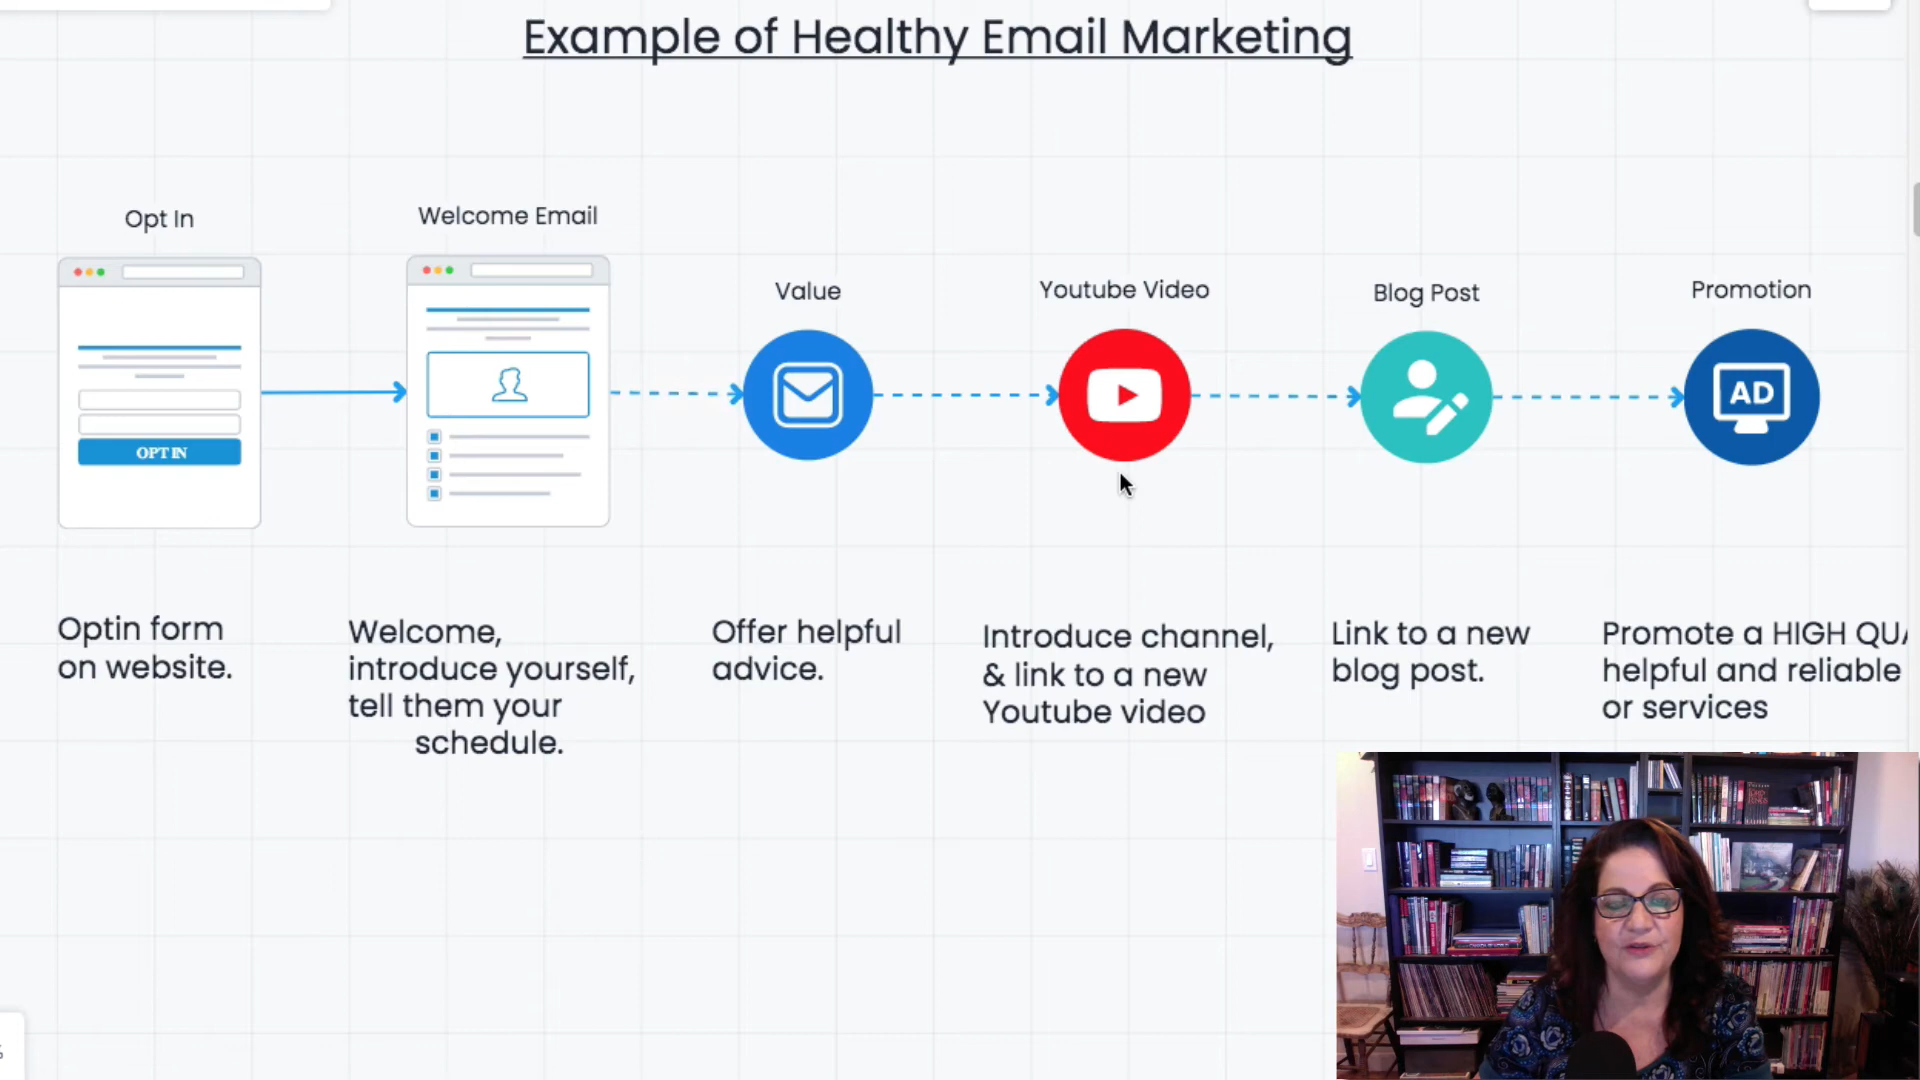 Example of Healthy Email Marketing
Opt In
Welcome Email
Value
Youtube Video
Blog Post
Promotion
OPT IN
AD
Optin form
on website.
Welcome,
introduce yourself,
tell them your
schedule.
Offer helpful
advice.
Introduce channel,
& link to a new
Youtube video
Link to a new
blog post.
Promote a HIGH
helpful and reliable
or services